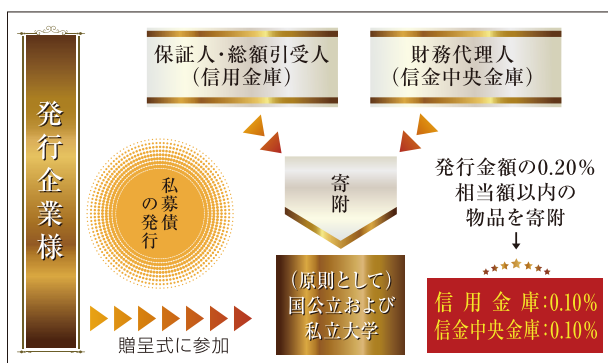 発行企業様
保証人・総額引受人
(信用金庫)
財務代理人
(信金中央金庫)
私募債
の発行
寄附
発行金額の0.20%
相当額以内の
物品を寄附
(原則として)
国公立および
私立大学
信用金庫:0.10%
信金中央金庫:0.10%
贈呈式に参加